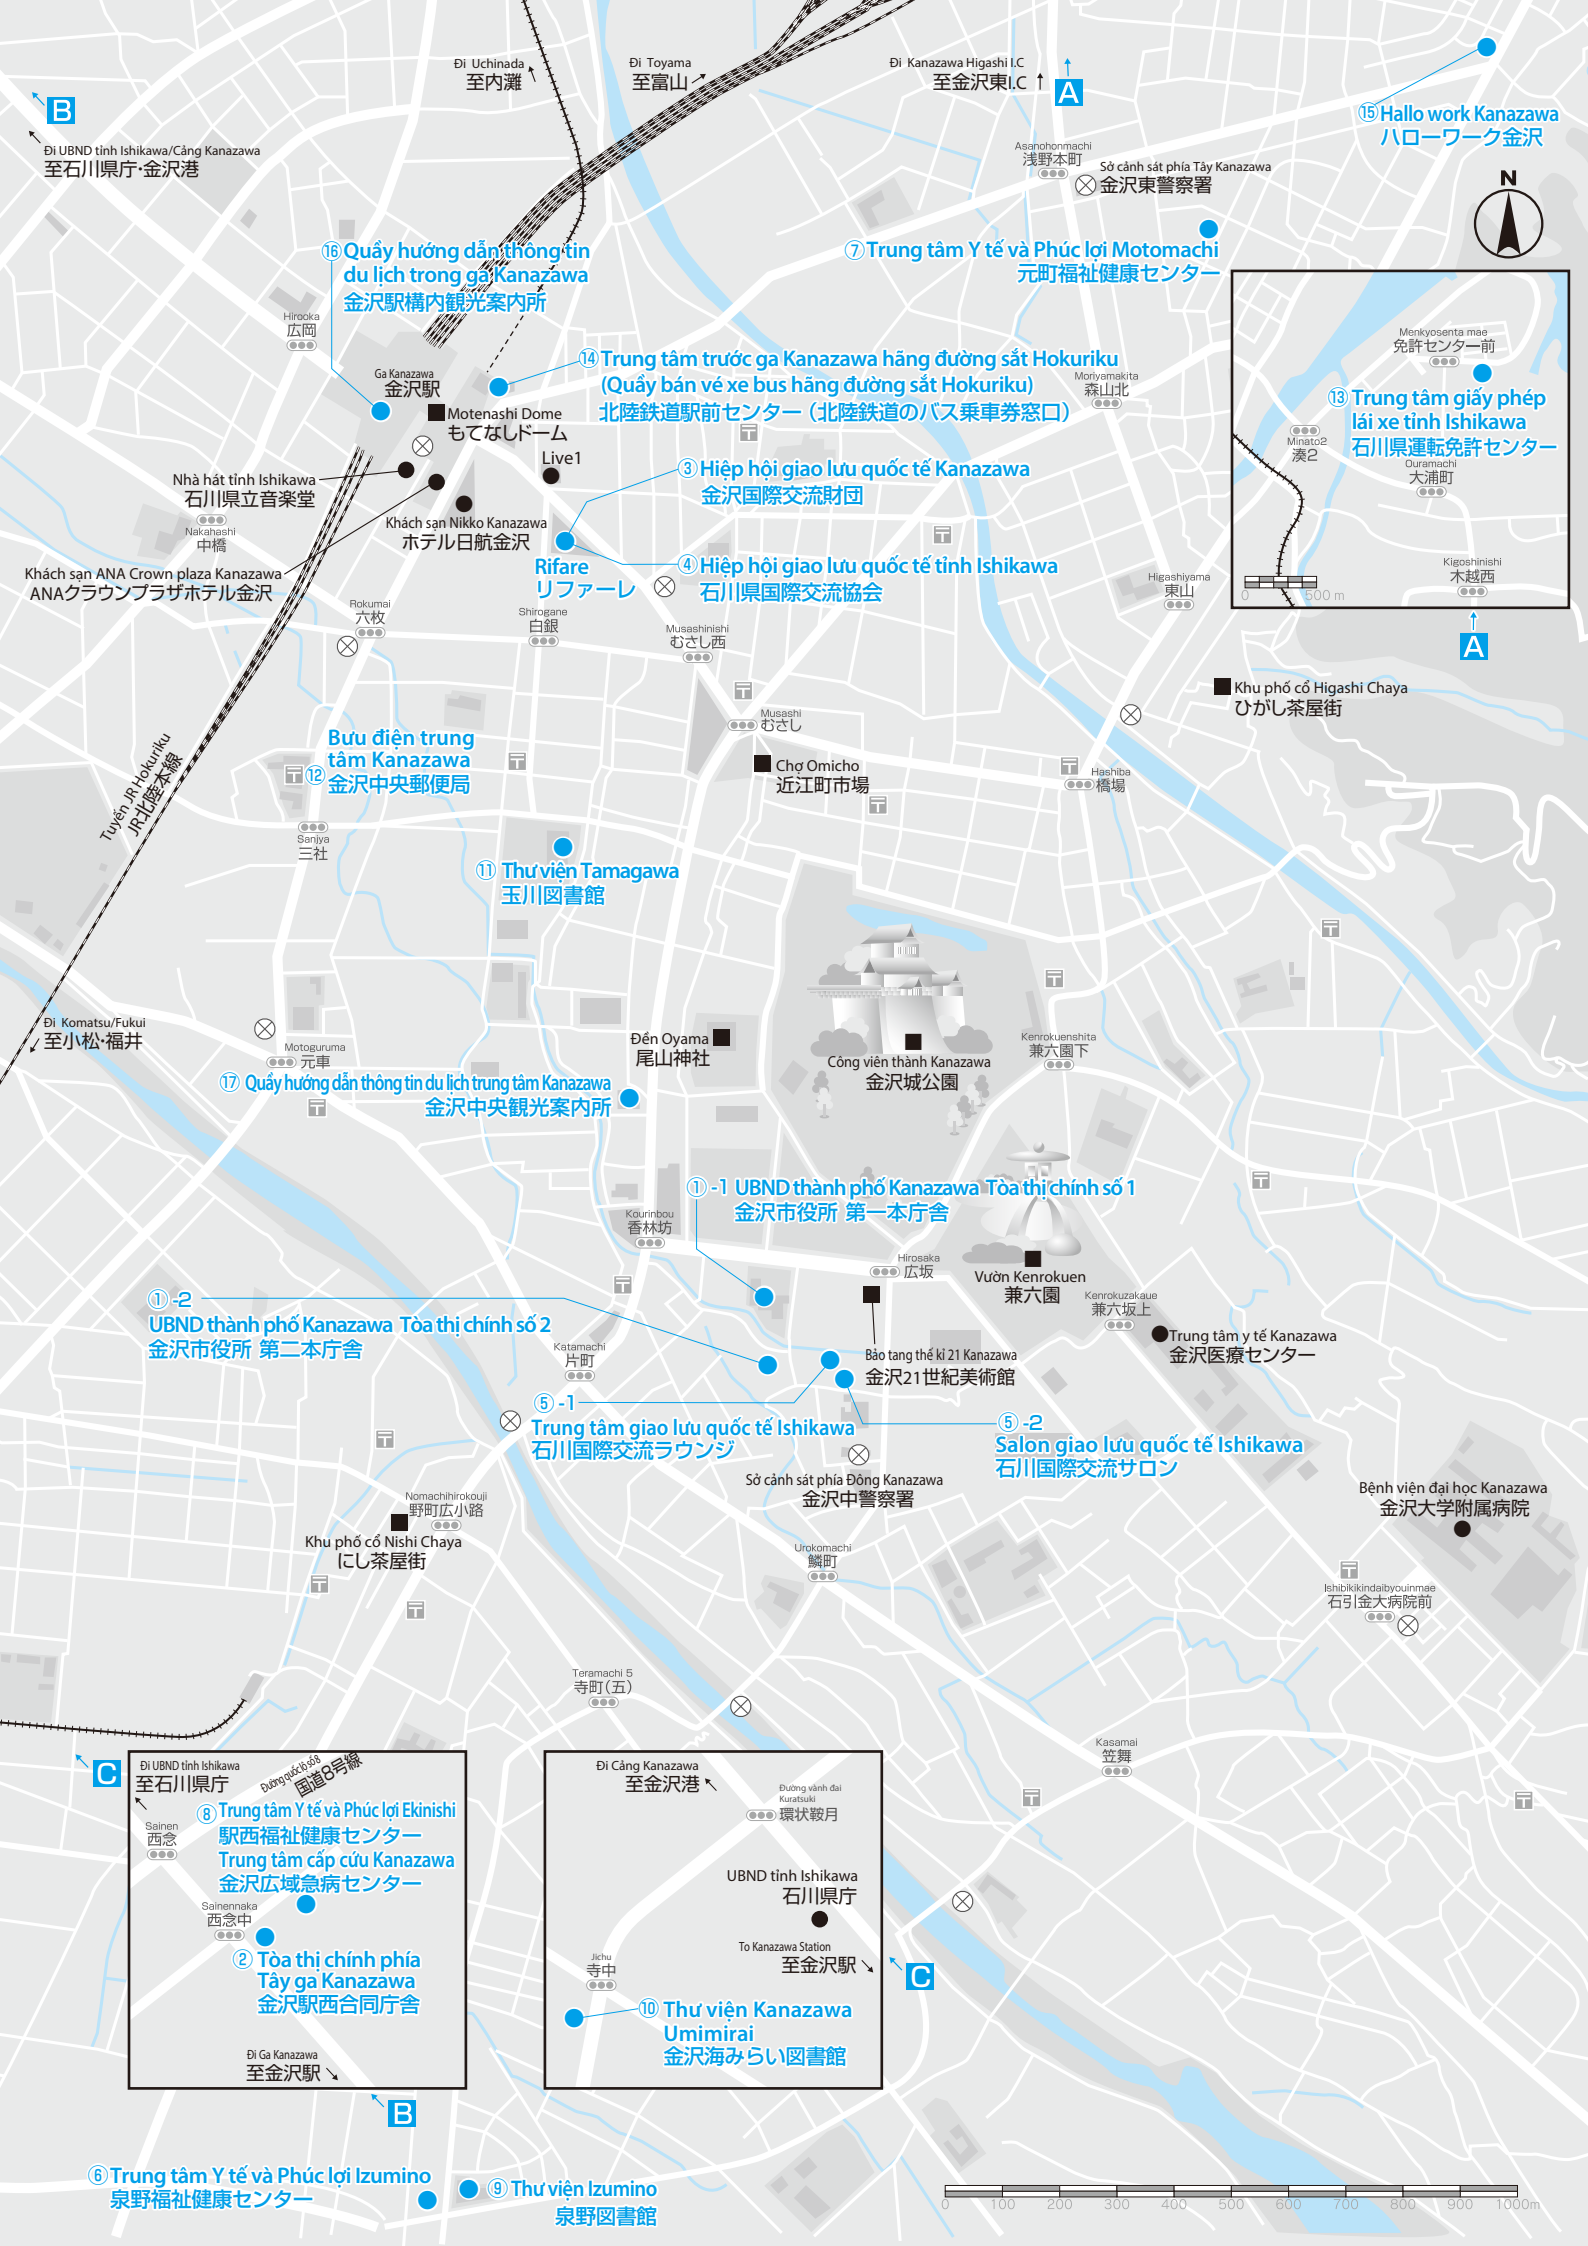 Đi Uchinada
至内灘
Đi Toyama
至富山
Đi Kanazawa Higashi I.C
至金沢東I.C
A
B
Đi UBND tỉnh Ishikawa/Cảng Kanazawa
至石川県庁・金沢港
⑮Hallo work Kanazawa
ハローワーク金沢
Asanohonmachi
浅野本町
Sở cảnh sát phía Tây Kanazawa
金沢東警察署
N
⑦Trung tâm Y tế và Phúc lợi Motomachi
元町福祉健康センター
⑯Quầy hướng dẫn thông tin
du lịch trong ga Kanazawa
金沢駅構内観光案内所
Hirooka
広岡
Menkyosenta mae
免許センター前
⑬Trung tâm giấy phép
lái xe tỉnh Ishikawa
石川県運転免許センター
Minato2
湊2
Ouramachi
大浦町
Kigoshinishi
木越西
0 500m
A
⑭Trung tâm trước ga Kanazawa hãng đường sắt Hokuriku
(Quầy bán vé xe bus hãng đường sắt Hokuriku)
北陸鉄道駅前センター（北陸鉄道のバス乗車券窓口）
Moriyamakita
森山北
Ga Kanazawa
金沢駅
Motenashi Dome
もてなしドーム
Live1
Nhà hát tỉnh Ishikawa
石川県立音楽堂
③Hiệp hội giao lưu quốc tế Kanazawa
金沢国際交流財団
Nakahashi
中橋
Khách sạn Nikko Kanazawa
ホテル日航金沢
Khách sạn ANA Crown plaza Kanazawa
ANAクラウンプラザホテル金沢
Rifare
リファーレ
④Hiệp hội giao lưu quốc tế tỉnh Ishikawa
石川県国際交流協会
Higashiyama
東山
Rokumai
六枚
Shirogane
白銀
Musashinishi
むさし西
Khu phố cổ Higashi Chaya
ひがし茶屋街
Musashi
むさし
Tuyến JR Hokuriku
JR北陸本線
⑫Bưu điện trung
tâm Kanazawa
金沢中央郵便局
Chợ Omicho
近江町市場
Hashiba
橋場
Sanjya
三社
⑪Thư viện Tamagawa
玉川図書館
Đi Komatsu/Fukui
至小松・福井
Motoguruma
元車
Đền Oyama
尾山神社
Công viên thành Kanazawa
金沢城公園
Kenrokuenshita
兼六園下
⑰Quầy hướng dẫn thông tin du lịch trung tâm Kanazawa
金沢中央観光案内所
①-1 UBND thành phố Kanazawa Tòa thị chính số 1
金沢市役所 第一本庁舎
Kourinbou
香林坊
Hirosaka
広坂
Vườn Kenrokuen
兼六園
Kenrokuzakaue
兼六坂上
①-2
UBND thành phố Kanazawa Tòa thị chính số 2
金沢市役所 第二本庁舎
Trung tâm y tế Kanazawa
金沢医療センター
Katamachi
片町
Bảo tang thế kỉ 21 Kanazawa
金沢21世紀美術館
⑤-1
Trung tâm giao lưu quốc tế Ishikawa
石川国際交流ラウンジ
⑤-2
Salon giao lưu quốc tế Ishikawa
石川国際交流サロン
Sở cảnh sát phía Đông Kanazawa
金沢中警察署
Bệnh viện đại học Kanazawa
金沢大学附属病院
Nomachihirokouji
野町広小路
Khu phố cổ Nishi Chaya
にし茶屋街
Urokomachi
鱗町
Ishibikikindaibyouinmae
石引金大病院前
Teramachi 5
寺町(五)
Kasamai
笠舞
C
Đi UBND tỉnh Ishikawa
至石川県庁
Đường quốc lộ số 8
国道8号線
Sainen
西念
⑧Trung tâm Y tế và Phúc lợi Ekinishi
駅西福祉健康センター
Trung tâm cấp cứu Kanazawa
金沢広域急病センター
Sainennaka
西念中
②Tòa thị chính phía
Tây ga Kanazawa
金沢駅西合同庁舎
Đi Ga Kanazawa
至金沢駅
B
Đi Cảng Kanazawa
至金沢港
Đường vành đai
Kuratsuki
環状鞍月
UBND tỉnh Ishikawa
石川県庁
To Kanazawa Station
至金沢駅
Jichu
寺中
⑩Thư viện Kanazawa
Umimirai
金沢海みらい図書館
C
⑥Trung tâm Y tế và Phúc lợi Izumino
泉野福祉健康センター
⑨Thư viện Izumino
泉野図書館
0 100 200 300 400 500 600 700 800 900 1000m